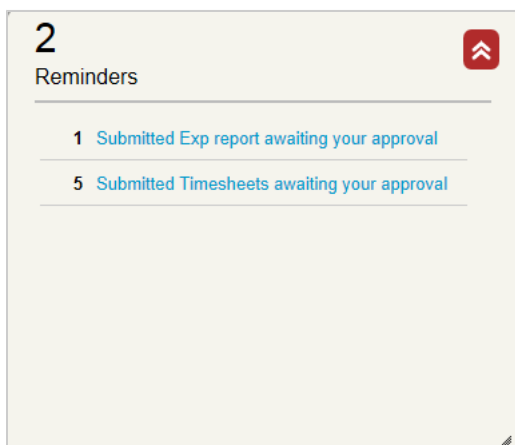 2
Reminders
1 Submitted Exp report awaiting your approval
5 Submitted Timesheets awaiting your approval